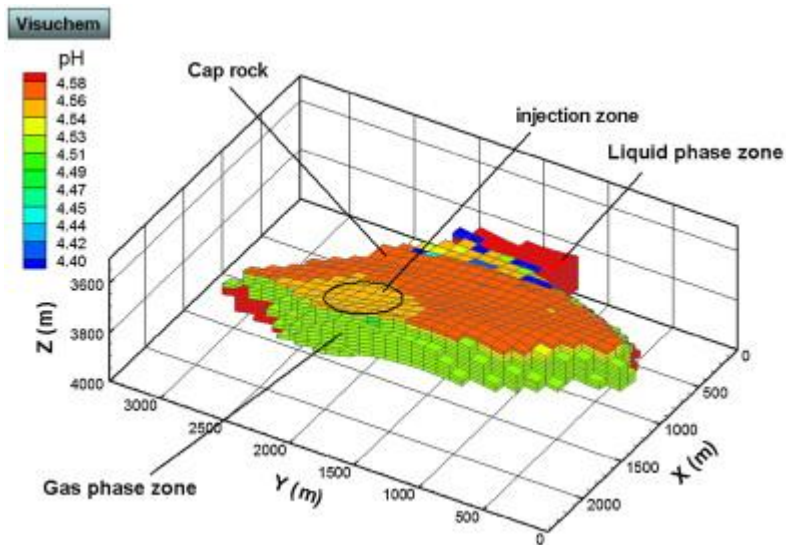 Visuchem
pH
4.58
4.56
4.54
4.53
4.51
4.49
4.47
4.45
4.44
4.42
4.40
Cap rock
injection zone
Liquid phase zone
Gas phase zone
Z (m)
3600
3800
4000
Y (m)
3000
2500
2000
1500
1000
500
0
X (m)
0
500
1000
1500
2000